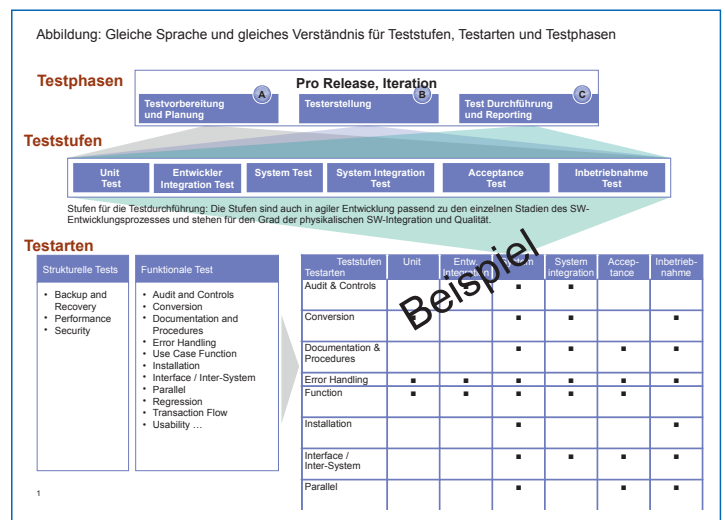 Abbildung: Gleiche Sprache und gleiches Verständnis für Teststufen, Testarten und Testphasen
Testphasen
Pro Release, Iteration
A
Testvorbereitung
und Planung
B
Testerstellung
C
Test Durchführung
und Reporting
Teststufen
Unit
Test
Entwickler
Integration Test
System Test
System Integration
Test
Acceptance
Test
Inbetriebnahme
Test
Stufen für die Testdurchführung: Die Stufen sind auch in agiler Entwicklung passend zu den einzelnen Stadien des SW-
Entwicklungsprozesses und stehen für den Grad der physikalischen SW-Integration und Qualität.
Testarten
Strukturelle Tests
• Backup and
Recovery
• Performance
• Security
Funktionale Test
• Audit and Controls
• Conversion
• Documentation and
Procedures
• Error Handling
• Use Case Function
• Installation
• Interface / Inter-System
• Parallel
• Regression
• Transaction Flow
• Usability …
Teststufen
Testarten
Unit
Entw.
Integration
System
System
integration
Accep-
tance
Inbetrieb-
nahme
Audit & Controls
Conversion
Documentation &
Procedures
Error Handling
Function
Installation
Interface /
Inter-System
Parallel
Beispiel
1